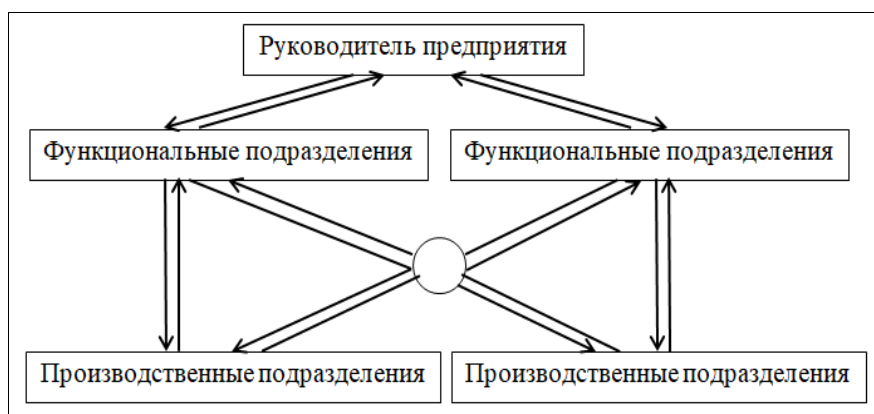 Руководитель предприятия
Функциональные подразделения
Функциональные подразделения
Производственные подразделения
Производственные подразделения